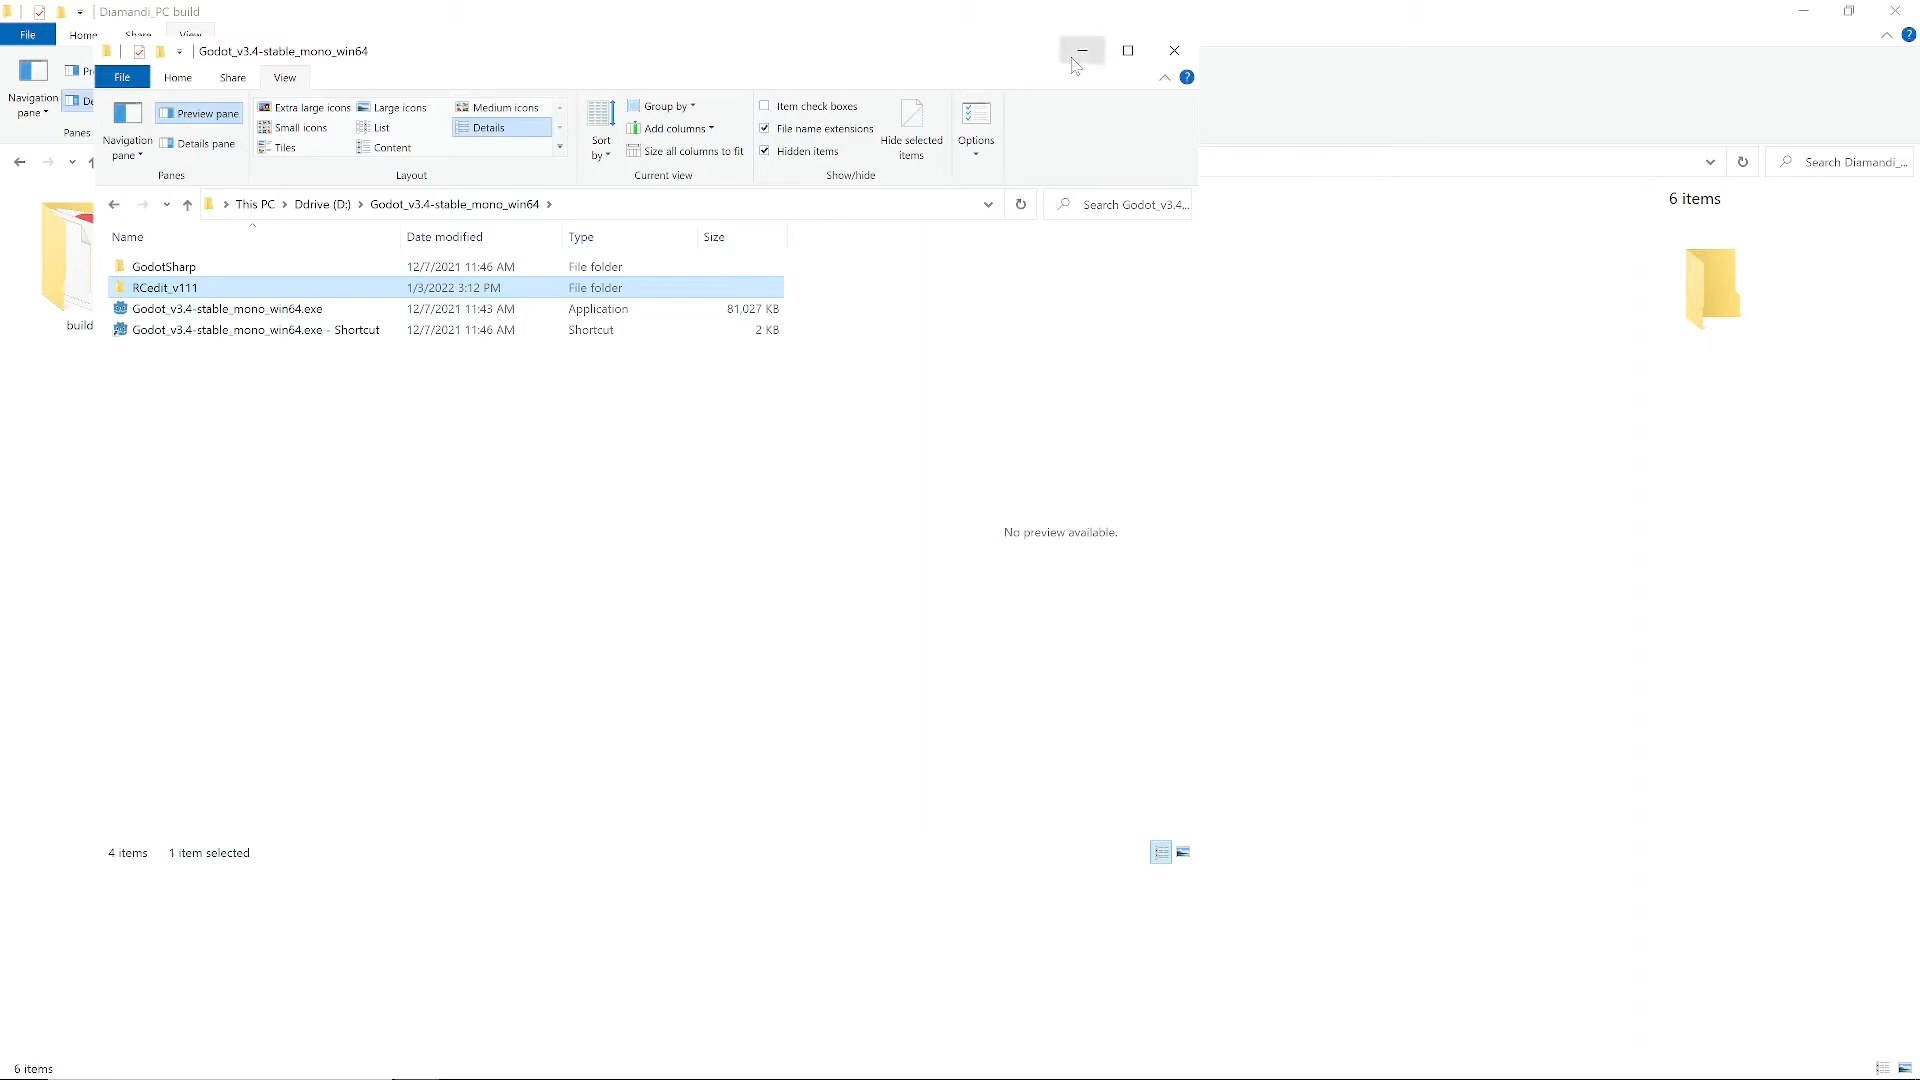 Diamandi_PC build
File Home Share View
Godot_v3.4-stable_mono_win64
File Home Share View
Navigation pane
Panes
Preview pane
Details pane
Navigation pane
Panes
Extra large icons Large icons Medium icons
Small icons List Details
Tiles Content
Layout
Sort by
Group by
Add columns
Size all columns to fit
Current view
Item check boxes
File name extensions
Hidden items
Hide selected items
Show/hide
Options
Search Diamandi_...
This PC Ddrive (D:) Godot_v3.4-stable_mono_win64
Search Godot_v3.4...
6 items
Name Date modified Type Size
GodotSharp 12/7/2021 11:46 AM File folder
RCedit_v111 1/3/2022 3:12 PM File folder
Godot_v3.4-stable_mono_win64.exe 12/7/2021 11:43 AM Application 81,027 KB
Godot_v3.4-stable_mono_win64.exe - Shortcut 12/7/2021 11:46 AM Shortcut 2 KB
build
No preview available.
4 items 1 item selected
6 items